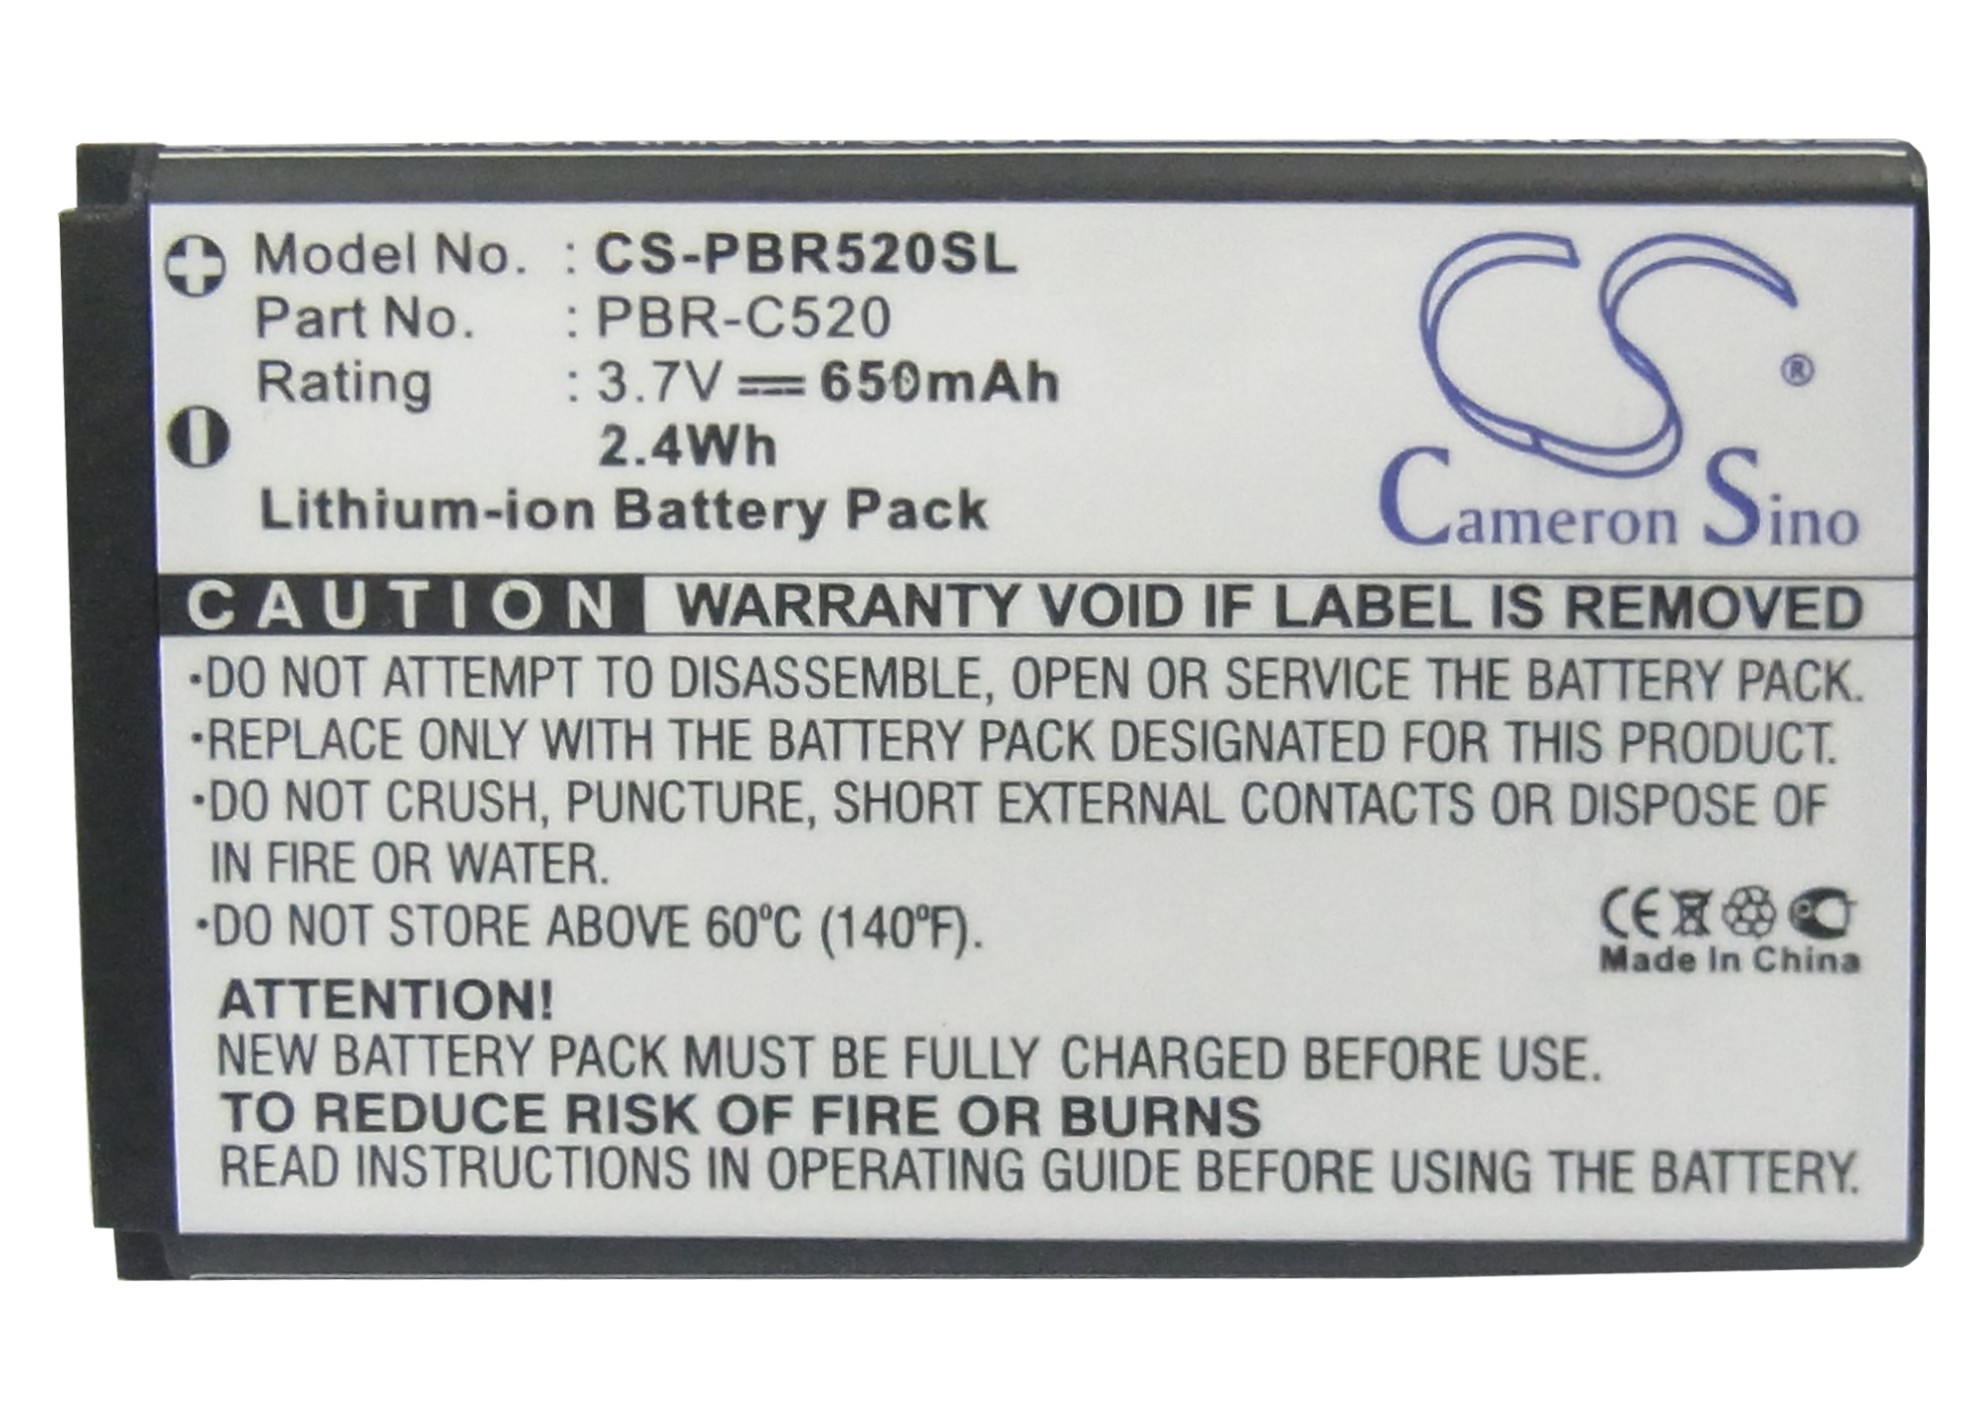 Model No. : CS-PBR520SL
Part No. : PBR-C520
Rating : 3.7V 650mAh
2.4Wh
Lithium-ion Battery Pack
CS ®
Cameron Sino
CAUTION WARRANTY VOID IF LABEL IS REMOVED
·DO NOT ATTEMPT TO DISASSEMBLE, OPEN OR SERVICE THE BATTERY PACK.
·REPLACE ONLY WITH THE BATTERY PACK DESIGNATED FOR THIS PRODUCT.
·DO NOT CRUSH, PUNCTURE, SHORT EXTERNAL CONTACTS OR DISPOSE OF
IN FIRE OR WATER.
·DO NOT STORE ABOVE 60°C (140°F).
CE
Made In China
ATTENTION!
NEW BATTERY PACK MUST BE FULLY CHARGED BEFORE USE.
TO REDUCE RISK OF FIRE OR BURNS
READ INSTRUCTIONS IN OPERATING GUIDE BEFORE USING THE BATTERY.